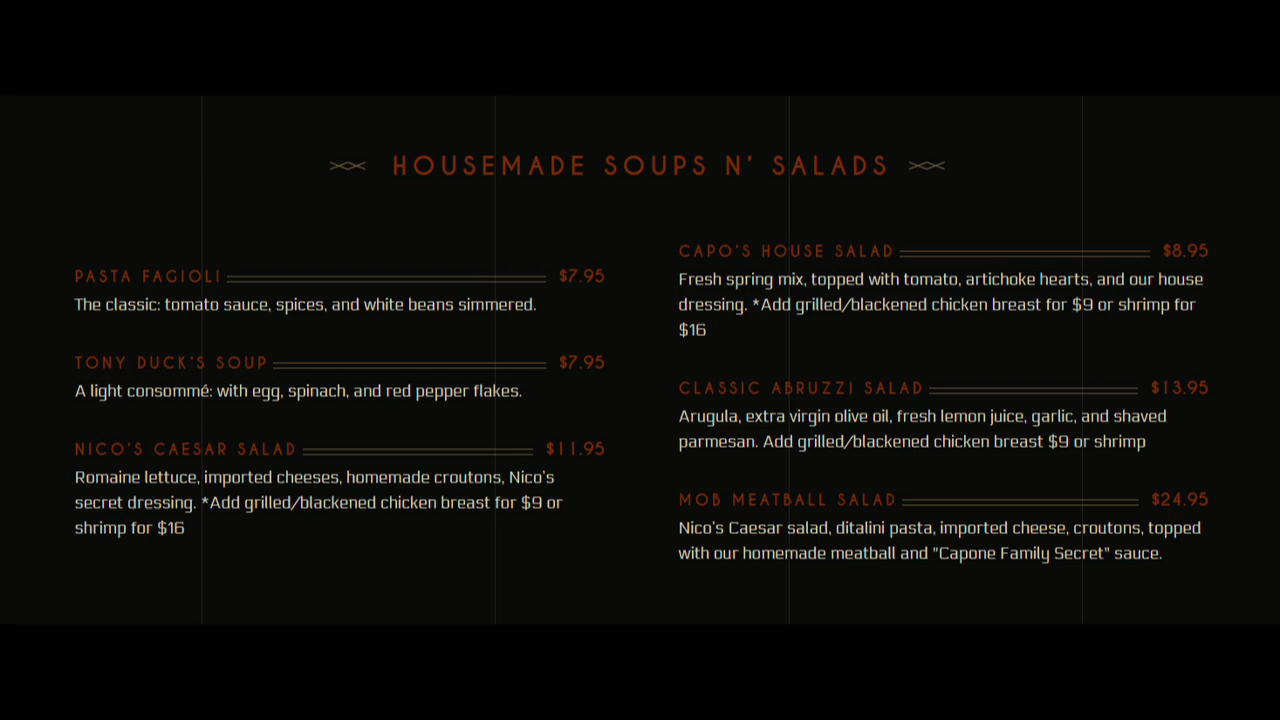 HOUSEMADE SOUPS N' SALADS
PASTA FAGIOLI $7.95
The classic: tomato sauce, spices, and white beans simmered.
TONY DUCK'S SOUP $7.95
A light consommé: with egg, spinach, and red pepper flakes.
NICO'S CAESAR SALAD $11.95
Romaine lettuce, imported cheeses, homemade croutons, Nico's
secret dressing. *Add grilled/blackened chicken breast for $9 or
shrimp for $16
CAPO'S HOUSE SALAD $8.95
Fresh spring mix, topped with tomato, artichoke hearts, and our house
dressing. *Add grilled/blackened chicken breast for $9 or shrimp for
$16
CLASSIC ABRUZZI SALAD $13.95
Arugula, extra virgin olive oil, fresh lemon juice, garlic, and shaved
parmesan. Add grilled/blackened chicken breast $9 or shrimp
MOB MEATBALL SALAD $24.95
Nico's Caesar salad, ditalini pasta, imported cheese, croutons, topped
with our homemade meatball and "Capone Family Secret" sauce.